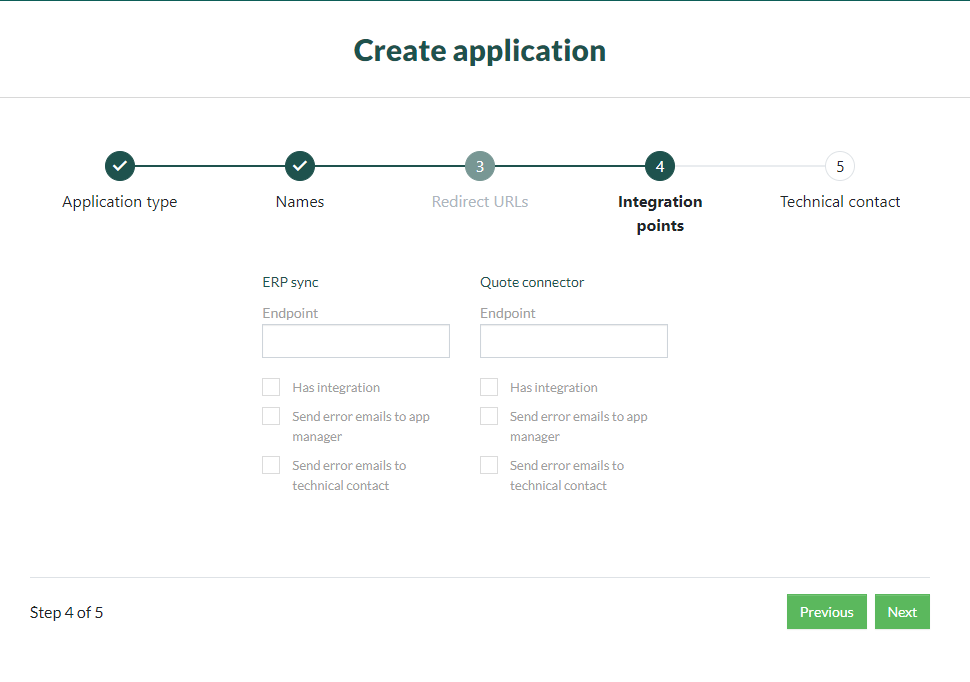 Create application
3
4
5
Application type
Names
Redirect URLs
Integration
points
Technical contact
ERP sync
Endpoint
Has integration
Send error emails to app
manager
Send error emails to
technical contact
Quote connector
Endpoint
Has integration
Send error emails to app
manager
Send error emails to
technical contact
Step 4 of 5
Previous
Next